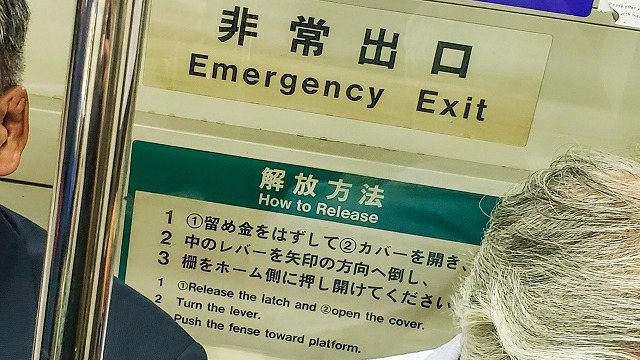 非常出口
Emergency Exit
解放方法
How to Release
1 ①留め金をはずして②カバーを開き、
2 中のレバーを矢印の方向へ倒し、
3 柵をホーム側に押し開けてください
1 ①Release the latch and ②open the cover.
2 Turn the lever.
Push the fense toward platform.